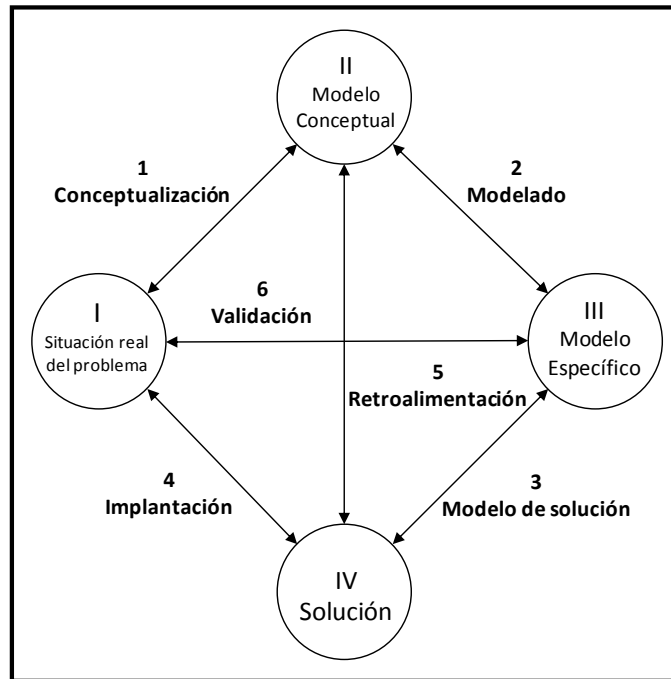 II
Modelo
Conceptual
1
Conceptualización
2
Modelado
6
Validación
I
Situación real
del problema
III
Modelo
Específico
5
Retroalimentación
4
Implantación
3
Modelo de solución
IV
Solución